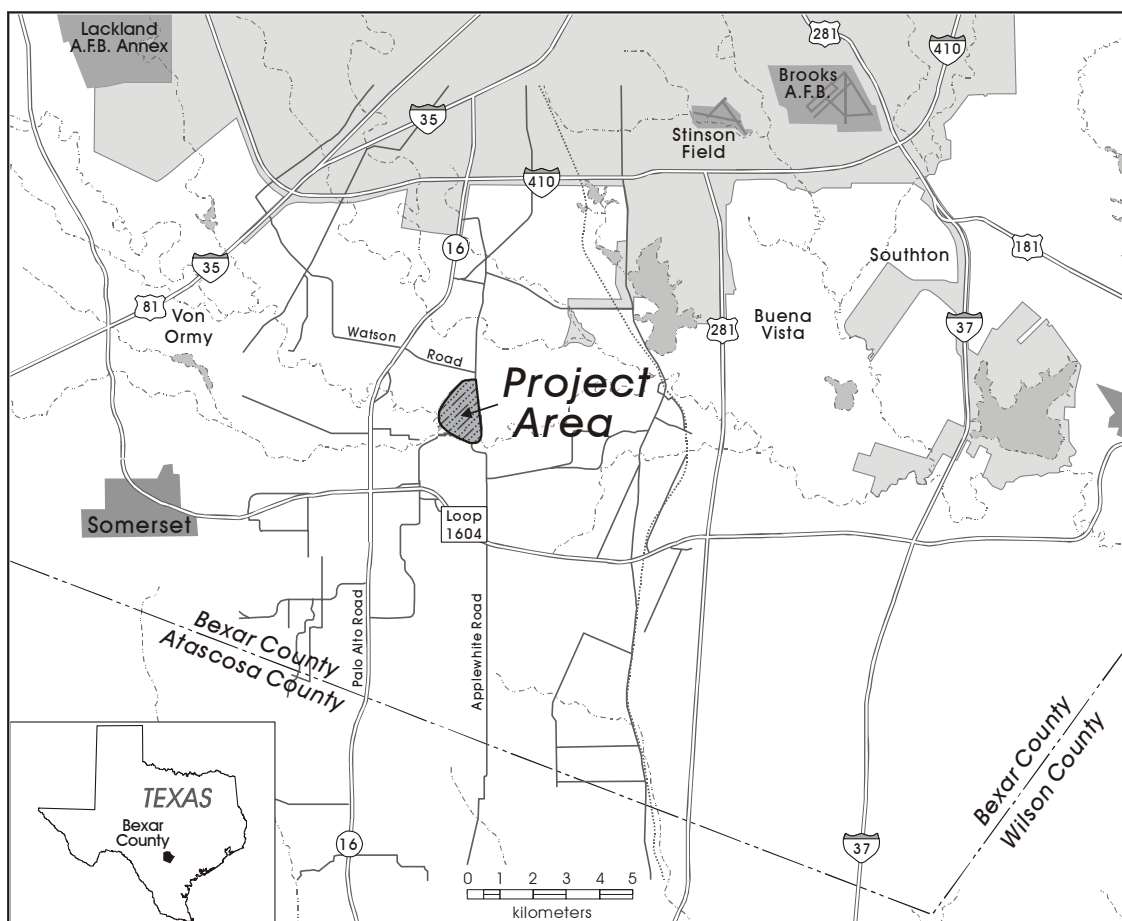 Lackland
A.F.B. Annex
281
410
Brooks
A.F.B.
35
Stinson
Field
410
16
Southton
181
35
81
Von
Ormy
Buena
Vista
281
37
Watson
Road
Project
Area
Somerset
Loop
1604
Palo Alto Road
Applewhite Road
Bexar County
Atascosa County
Bexar County
Wilson County
TEXAS
Bexar
County
16
37
0 1 2 3 4 5
kilometers